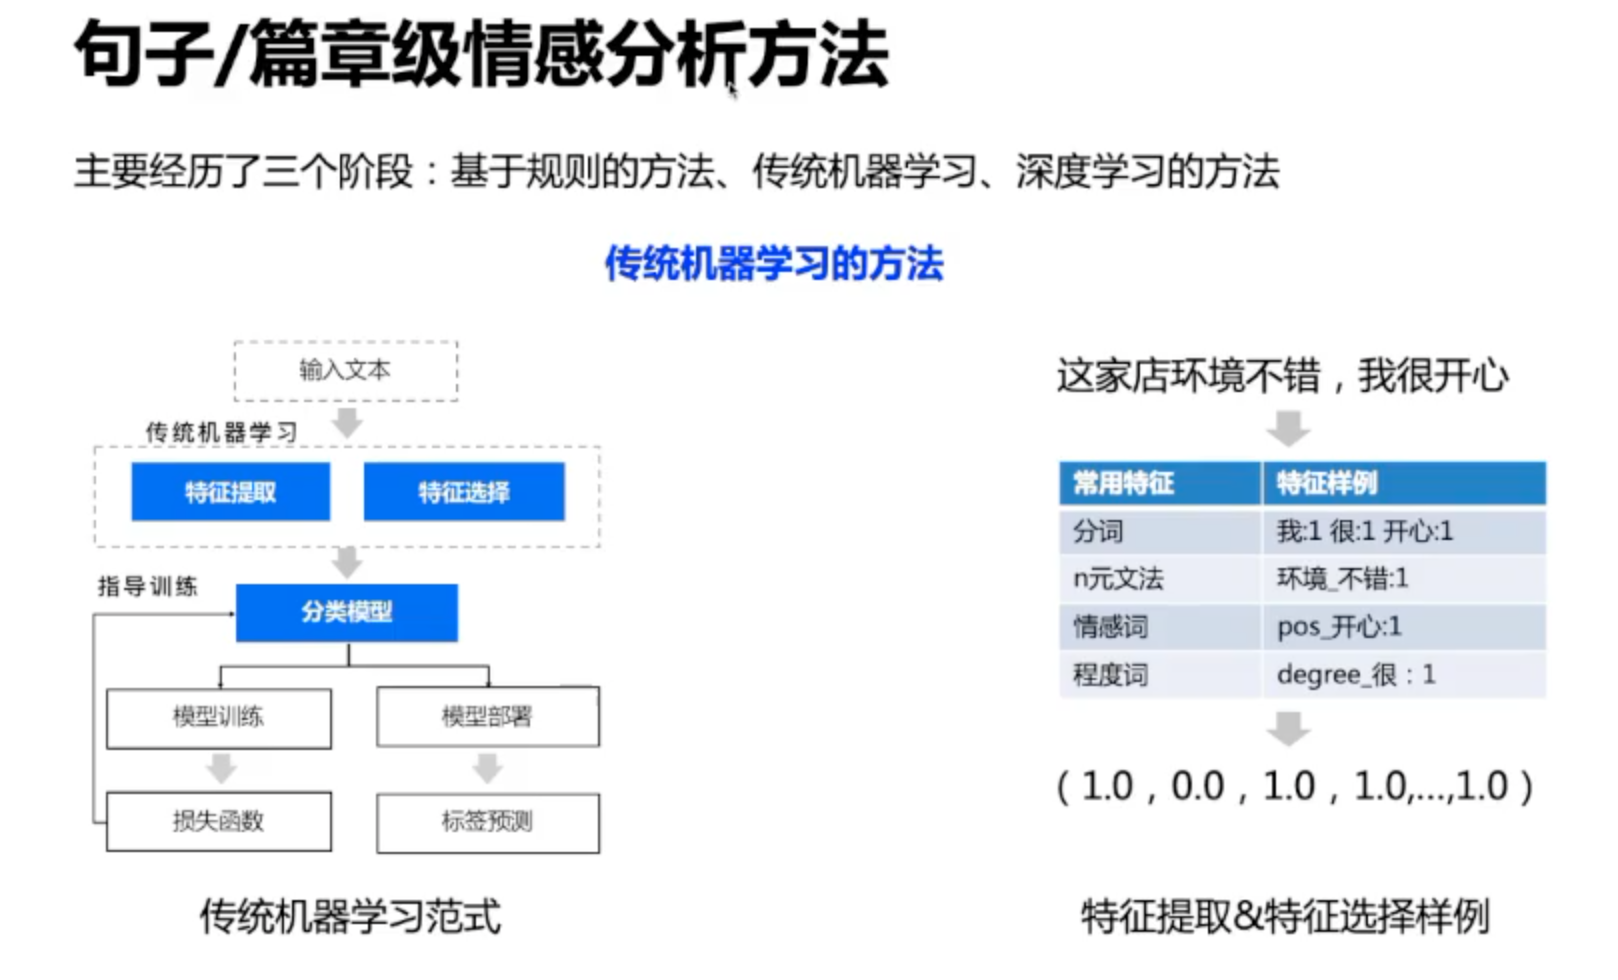 句子/篇章级情感分析方法
主要经历了三个阶段：基于规则的方法、传统机器学习、深度学习的方法
传统机器学习的方法
输入文本
传统机器学习
特征提取
特征选择
指导训练
分类模型
模型训练
模型部署
损失函数
标签预测
传统机器学习范式
这家店环境不错，我很开心
常用特征 特征样例
分词 我:1 很:1 开心:1
n元文法 环境_不错:1
情感词 pos_开心:1
程度词 degree_很：1
（1.0，0.0，1.0，1.0,...,1.0）
特征提取&特征选择样例